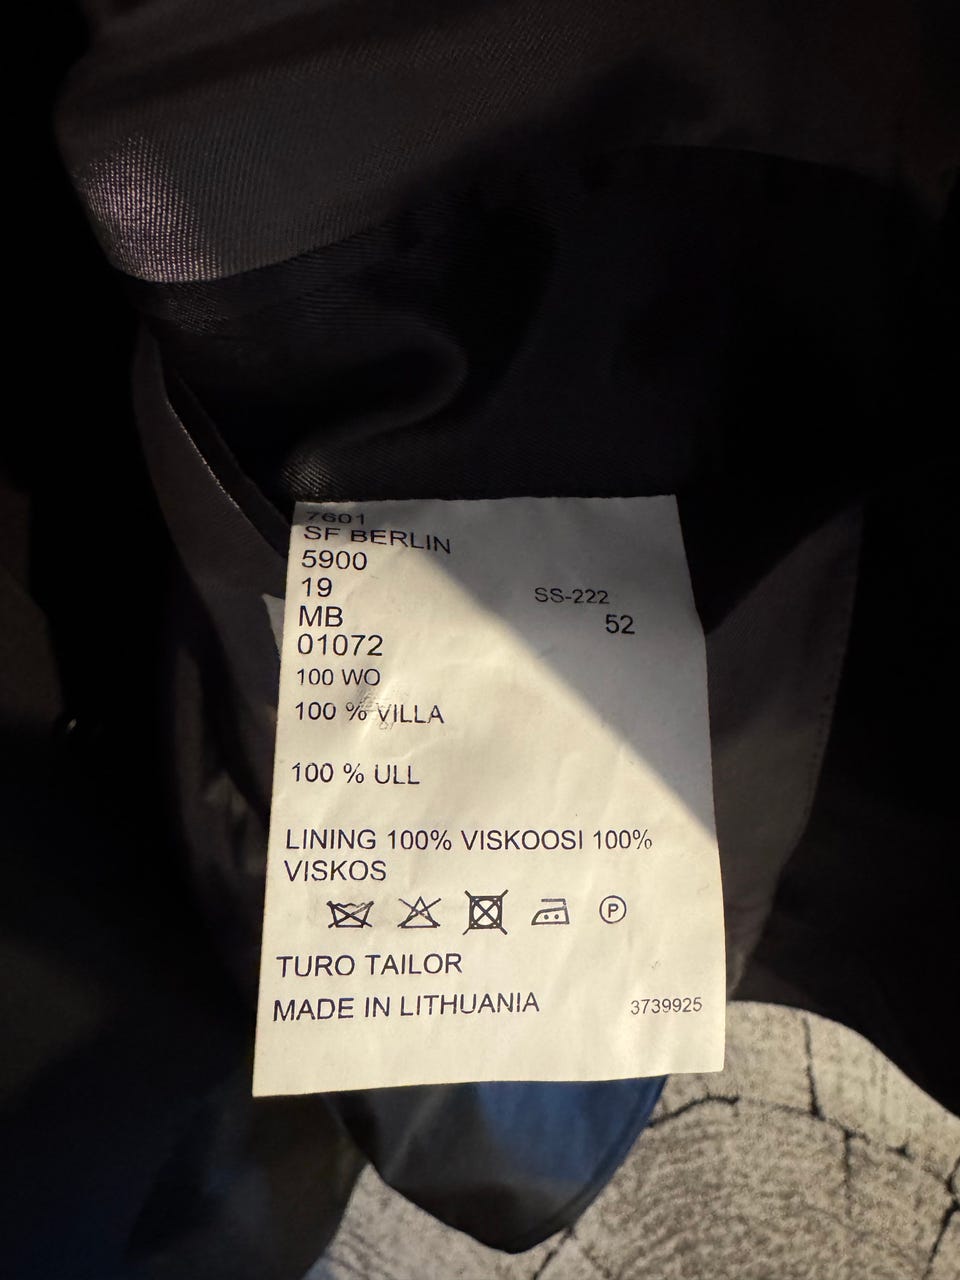 7601
SF BERLIN
5900
19
SS-222
MB
52
01072
100 WO
100 % VILLA
100 % ULL
LINING 100% VISKOOSI 100%
VISKOS
P
TURO TAILOR
MADE IN LITHUANIA
3739925